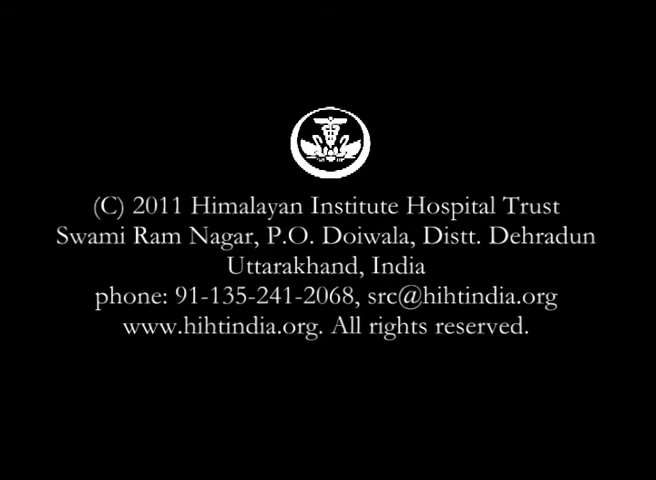 (C) 2011 Himalayan Institute Hospital Trust
Swami Ram Nagar, P.O. Doiwala, Distt. Dehradun
Uttarakhand, India
phone: 91-135-241-2068, src@hihtindia.org
www.hihtindia.org. All rights reserved.